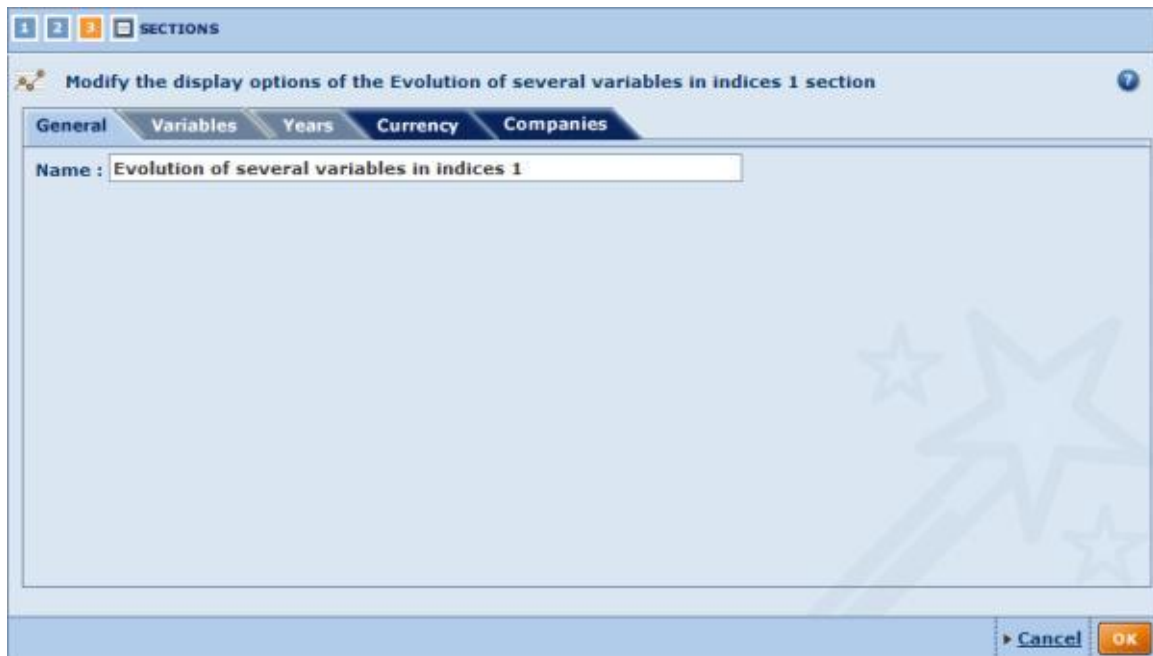 1 2 3 SECTIONS
Modify the display options of the Evolution of several variables in indices 1 section ?
General Variables Years Currency Companies
Name : Evolution of several variables in indices 1
Cancel OK